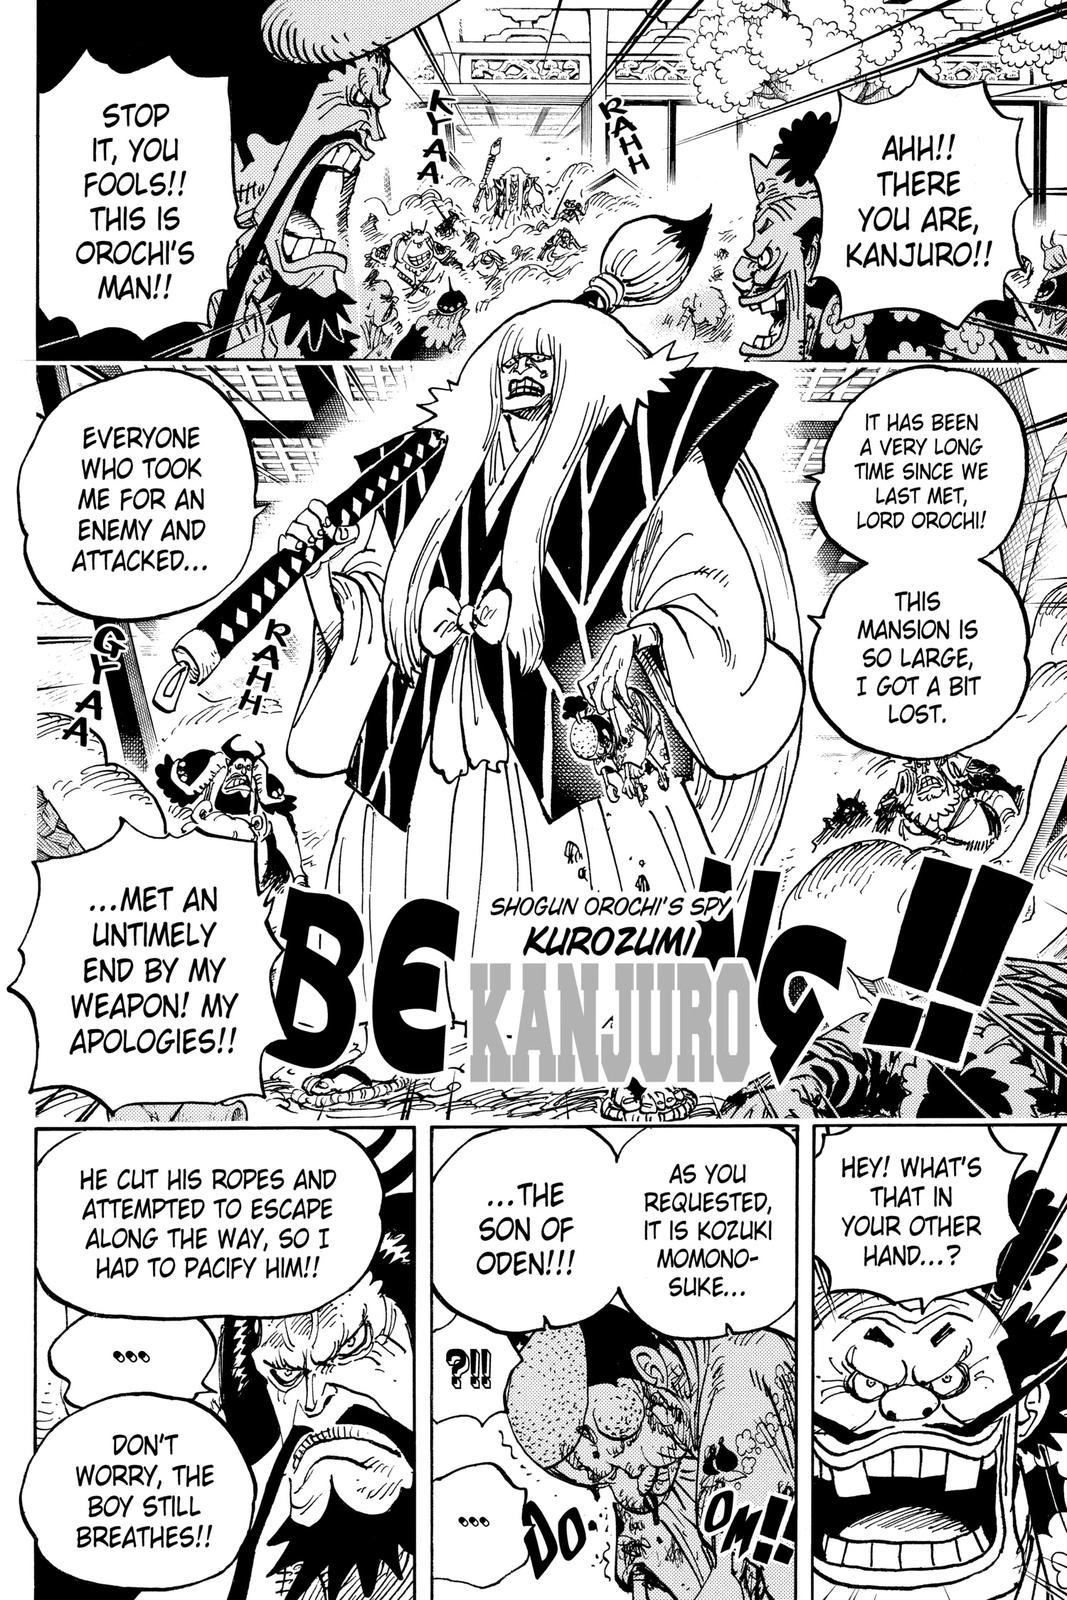 AHH!!
THERE
YOU ARE,
KANJURO!!
RAHH
KYAA
STOP
IT, YOU
FOOLS!!
THIS IS
OROCHI'S
MAN!!
IT HAS BEEN
A VERY LONG
TIME SINCE WE
LAST MET,
LORD OROCHI!
THIS
MANSION IS
SO LARGE,
I GOT A BIT
LOST.
EVERYONE
WHO TOOK
ME FOR AN
ENEMY AND
ATTACKED...
RAHH
GYAA
...MET AN
UNTIMELY
END BY MY
WEAPON! MY
APOLOGIES!!
SHOGUN OROCHI'S SPY
KUROZUMI
KANJURO
HEY! WHAT'S
THAT IN
YOUR OTHER
HAND...?
AS YOU
REQUESTED,
IT IS KOZUKI
MOMONO-
SUKE...
...THE
SON OF
ODEN!!!
?!!
...
DO-
OM!!
HE CUT HIS ROPES AND
ATTEMPTED TO ESCAPE
ALONG THE WAY, SO I
HAD TO PACIFY HIM!!
...
DON'T
WORRY, THE
BOY STILL
BREATHES!!